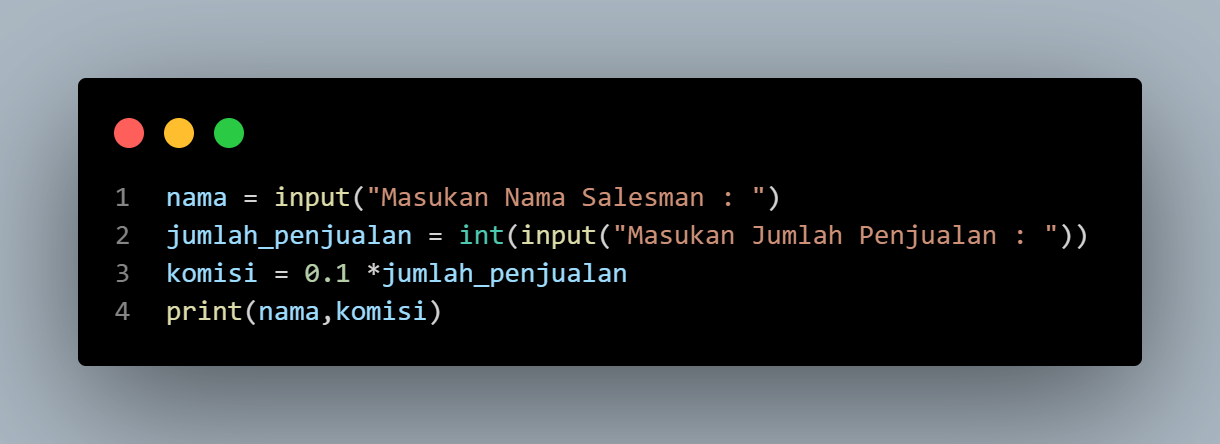 1 nama = input("Masukan Nama Salesman : ")
2 jumlah_penjualan = int(input("Masukan Jumlah Penjualan : "))
3 komisi = 0.1 *jumlah_penjualan
4 print(nama,komisi)